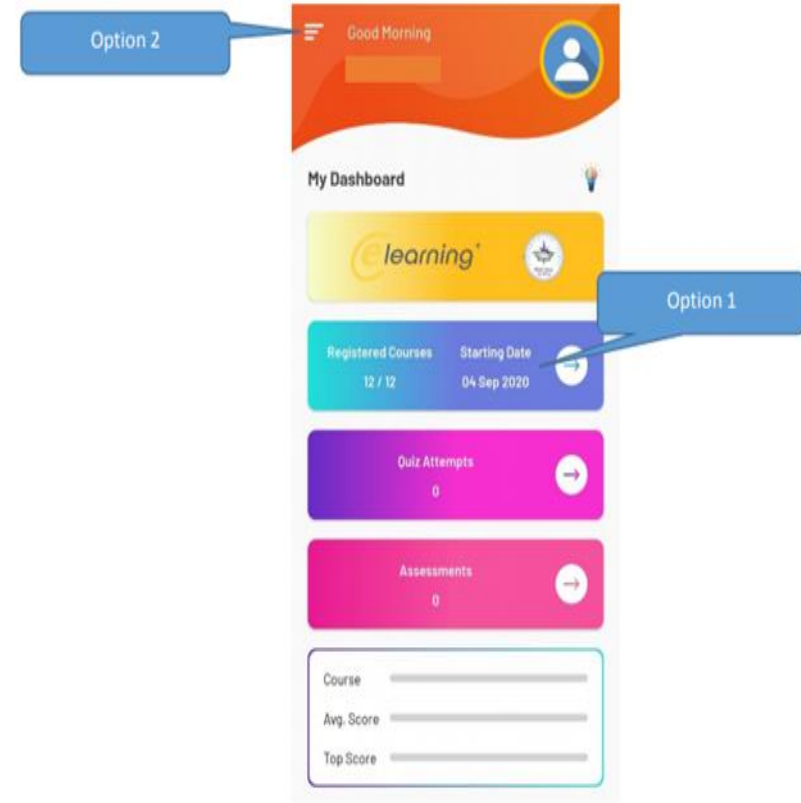 Option 2
Good Morning
My Dashboard
elearning+
Option 1
Registered Courses Starting Date
12 / 12 04 Sep 2020
Quiz Attempts
0
Assessments
0
Course
Avg. Score
Top Score